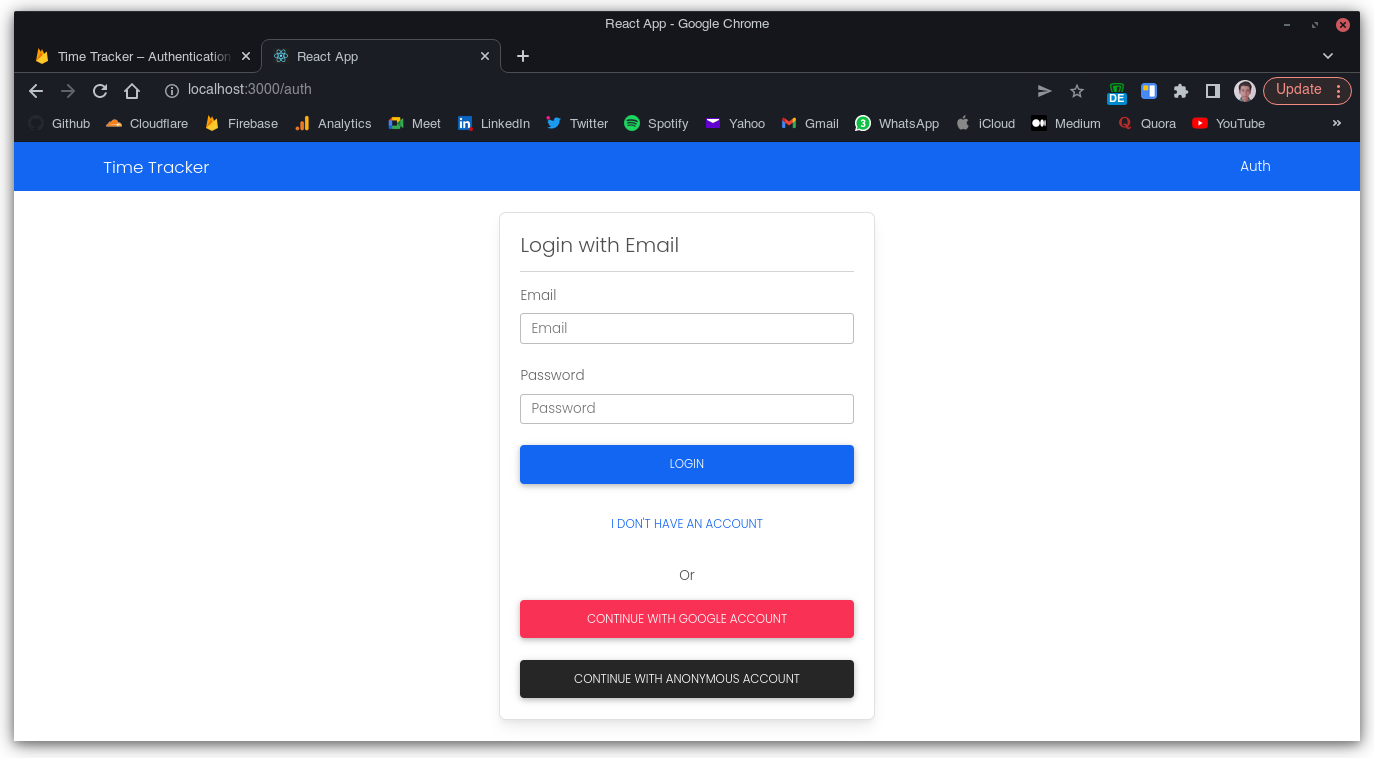 React App - Google Chrome
Time Tracker – Authentication
React App
localhost:3000/auth
DE
Update
Github
Cloudflare
Firebase
Analytics
Meet
LinkedIn
Twitter
Spotify
Yahoo
Gmail
3
WhatsApp
iCloud
Medium
Quora
YouTube
Time Tracker
Auth
Login with Email
Email
Email
Password
Password
LOGIN
I DON'T HAVE AN ACCOUNT
Or
CONTINUE WITH GOOGLE ACCOUNT
CONTINUE WITH ANONYMOUS ACCOUNT